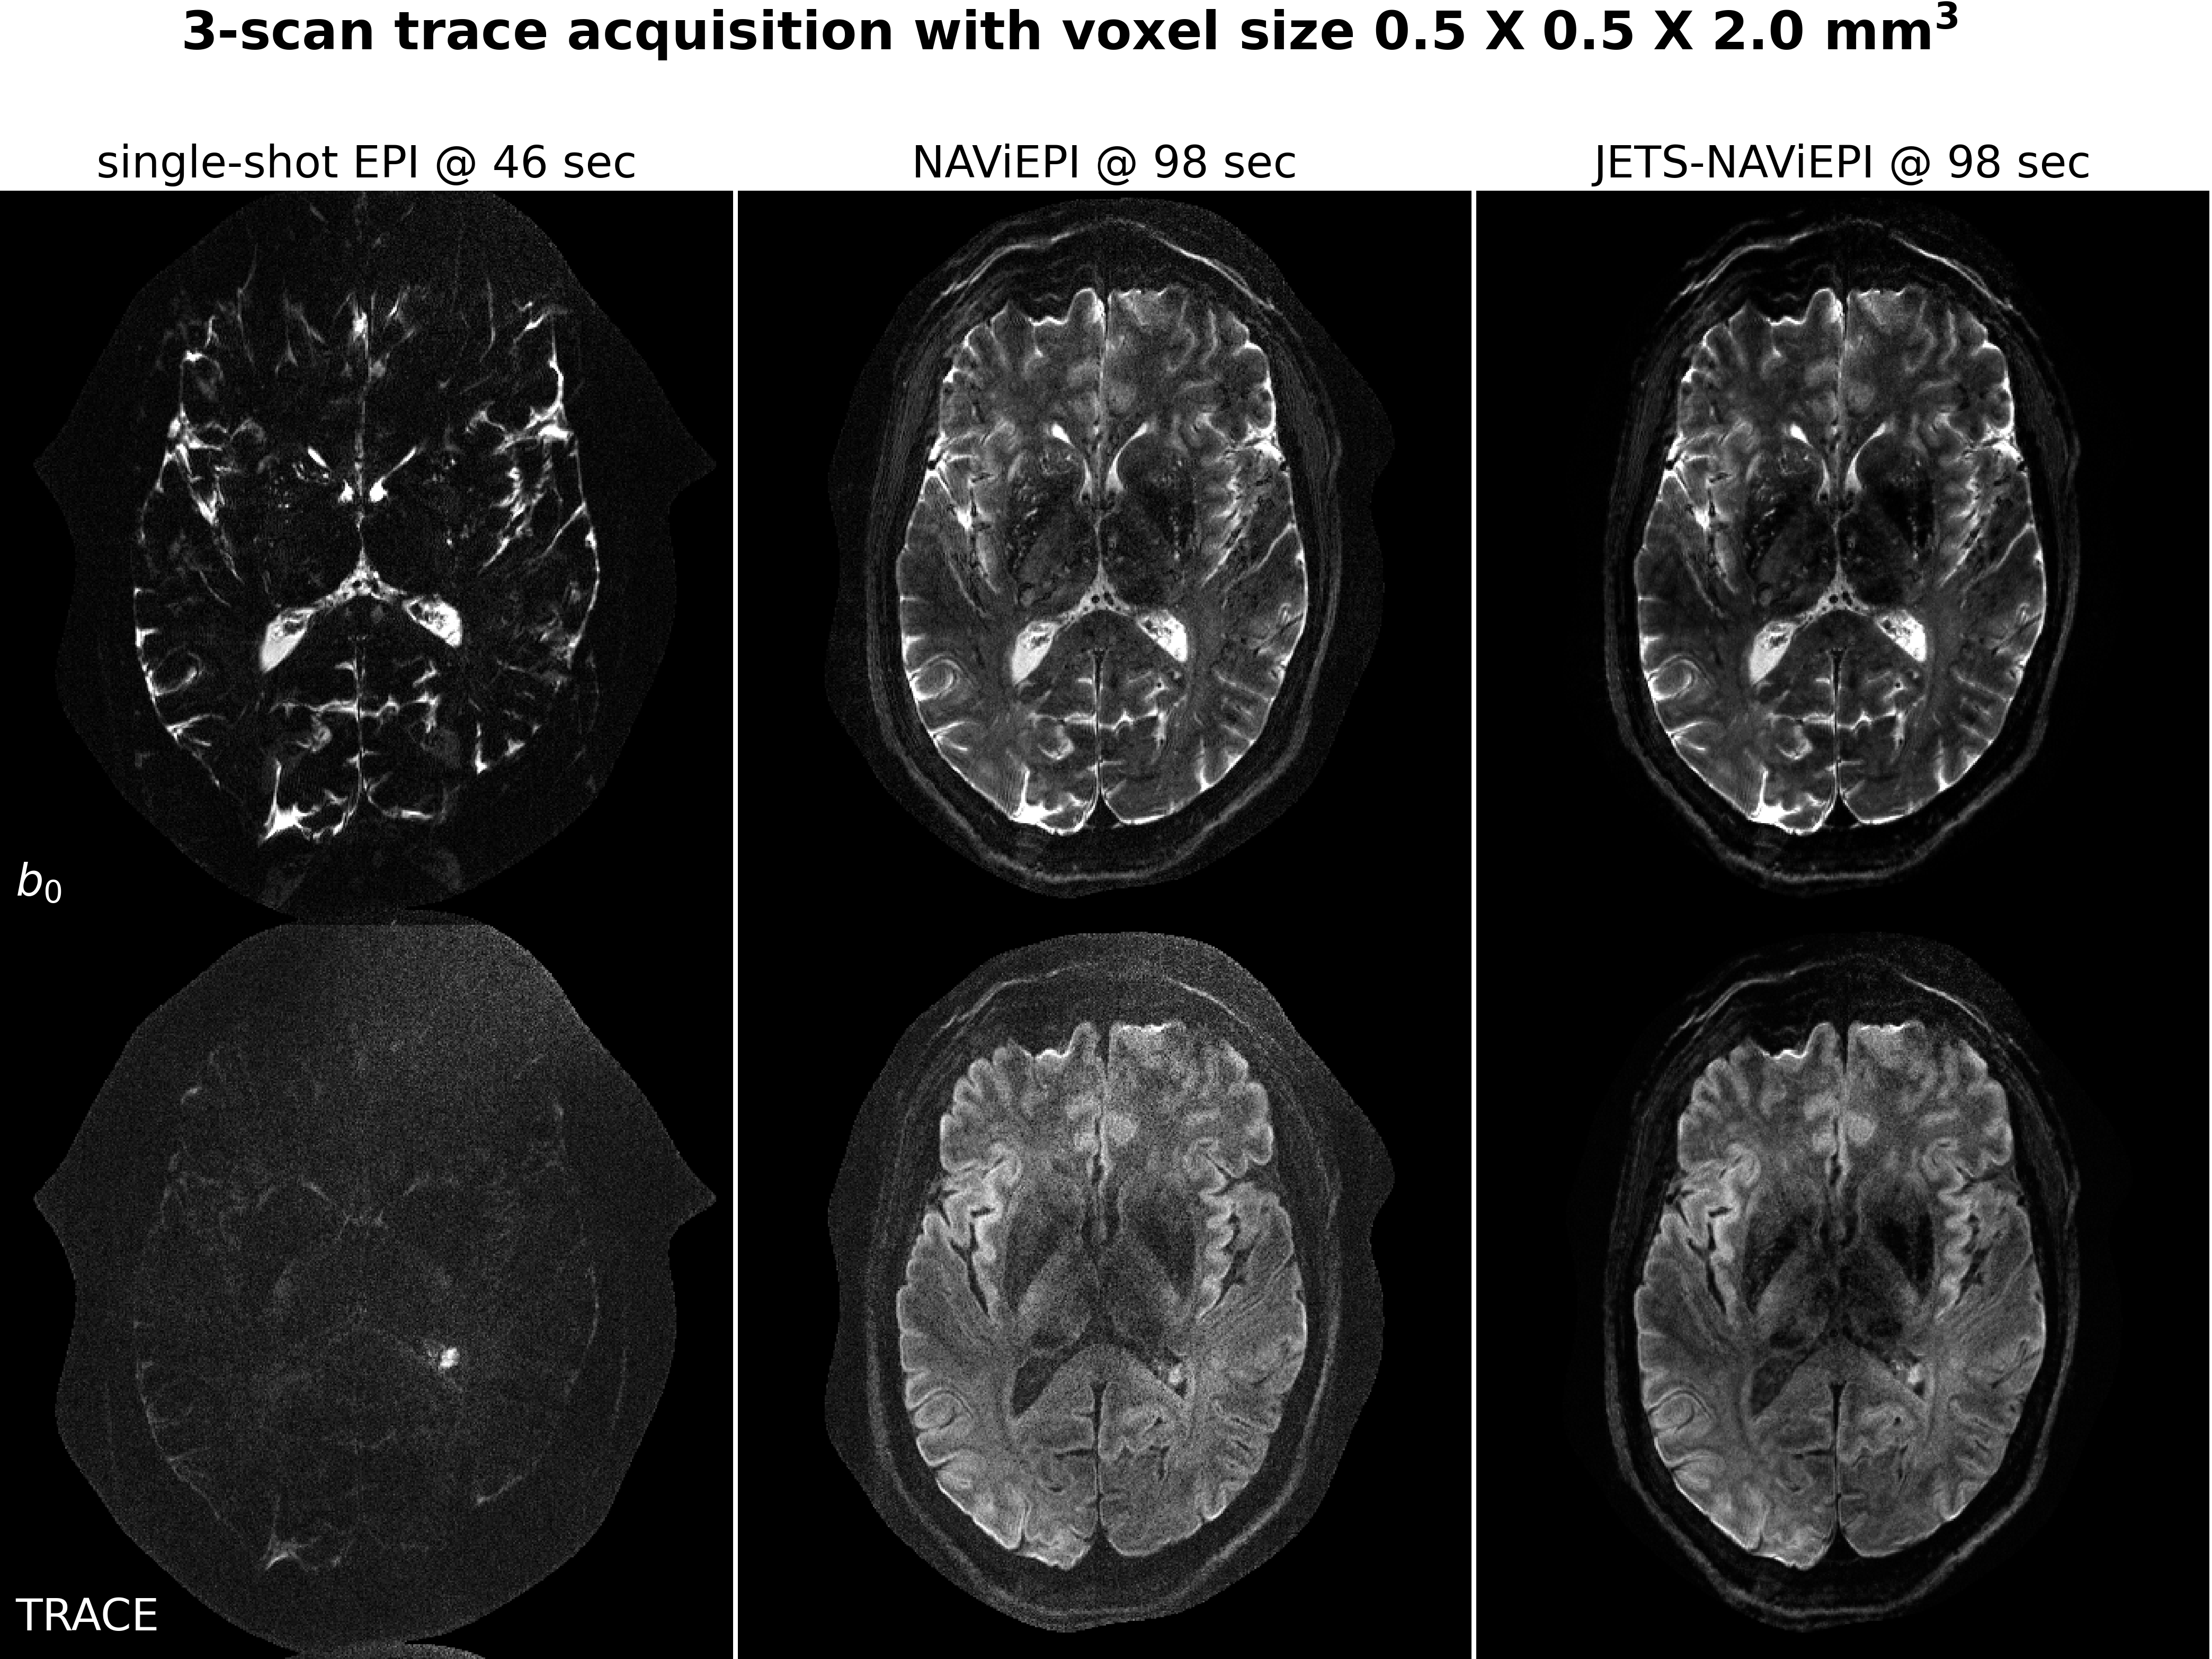 3-scan trace acquisition with voxel size 0.5 X 0.5 X 2.0 mm³
single-shot EPI @ 46 sec
NAViEPI @ 98 sec
JETS-NAViEPI @ 98 sec
b₀
TRACE